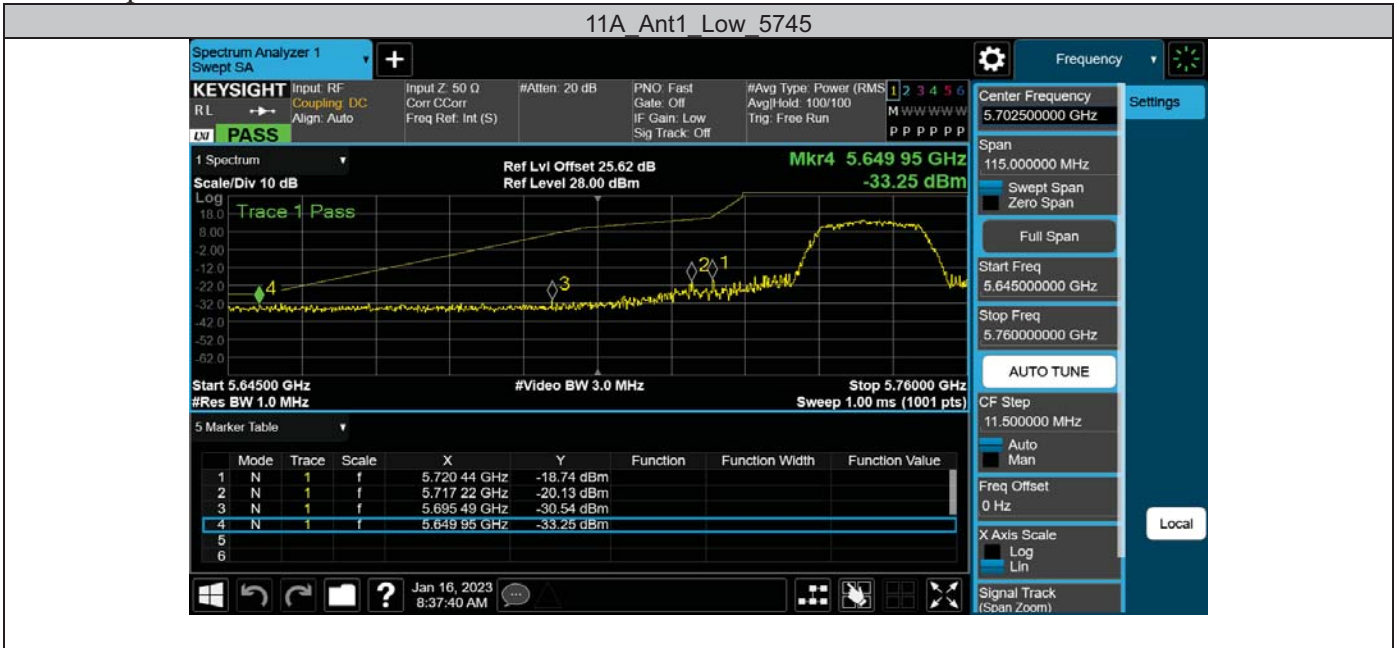 11A_Ant1_Low_5745
Spectrum Analyzer 1
Swept SA
Frequency
KEYSIGHT
Input: RF
Input Z: 50 Ω
#Atten: 20 dB
PNO: Fast
#Avg Type: Power (RMS
1 2 3 4 5 6
RL
Coupling: DC
Corr CCorr
Gate: Off
Avg|Hold: 100/100
M W W W W W
Align: Auto
Freq Ref: Int (S)
IF Gain: Low
Trig: Free Run
LXI PASS
Sig Track: Off
P P P P P P
1 Spectrum
Ref Lvl Offset 25.62 dB
Mkr4 5.649 95 GHz
Scale/Div 10 dB
Ref Level 28.00 dBm
-33.25 dBm
Log
Trace 1 Pass
18.0
8.00
-2.00
-12.0
-22.0
-32.0
-42.0
-52.0
-62.0
4
3
2
1
Start 5.64500 GHz
#Video BW 3.0 MHz
Stop 5.76000 GHz
#Res BW 1.0 MHz
Sweep 1.00 ms (1001 pts)
5 Marker Table
Mode Trace Scale X Y Function Function Width Function Value
1 N 1 f 5.720 44 GHz -18.74 dBm
2 N 1 f 5.717 22 GHz -20.13 dBm
3 N 1 f 5.695 49 GHz -30.54 dBm
4 N 1 f 5.649 95 GHz -33.25 dBm
5
6
?
Jan 16, 2023
8:37:40 AM
Center Frequency
5.702500000 GHz
Settings
Span
115.000000 MHz
Swept Span
Zero Span
Full Span
Start Freq
5.645000000 GHz
Stop Freq
5.760000000 GHz
AUTO TUNE
CF Step
11.500000 MHz
Auto
Man
Freq Offset
0 Hz
Local
X Axis Scale
Log
Lin
Signal Track
(Span Zoom)